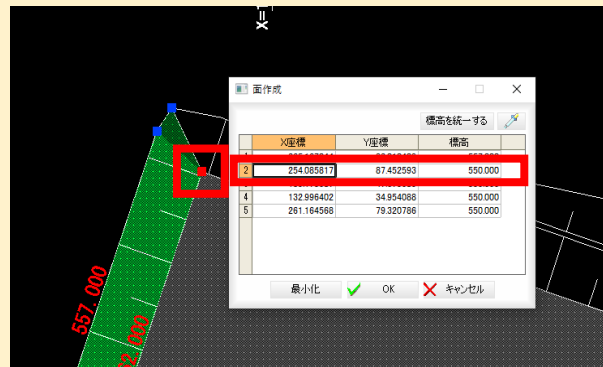 X=1
面作成
標高を統一する
X座標 Y座標 標高
2 254.085817 87.452593 550.000
4 132.996402 34.954088 550.000
5 261.164568 79.320786 550.000
最小化 OK キャンセル
557.000